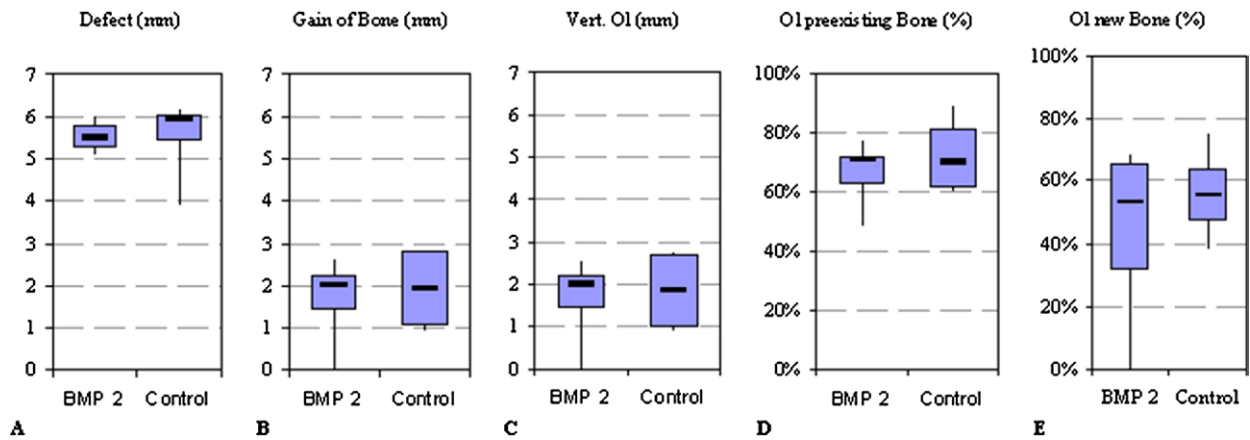 Defect (mm)
7
6
5
4
3
2
1
0
BMP 2 Control
A
Gain of Bone (mm)
7
6
5
4
3
2
1
0
BMP 2 Control
B
Vert. OI (mm)
7
6
5
4
3
2
1
0
BMP 2 Control
C
OI preexisting Bone (%)
100%
80%
60%
40%
20%
0%
BMP 2 Control
D
OI new Bone (%)
100%
80%
60%
40%
20%
0%
BMP 2 Control
E